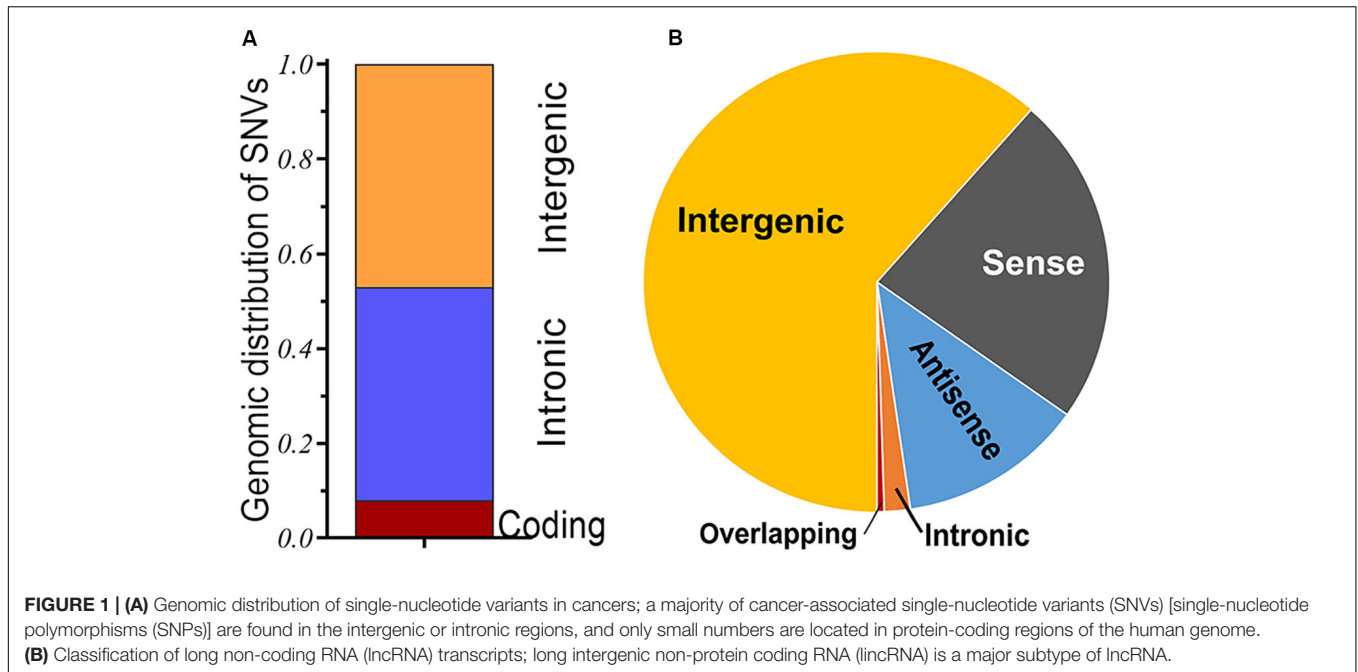 A
B
Genomic distribution of SNVs
1.0
0.8
0.6
0.4
0.2
0.0
Intergenic
Intronic
Coding
Intergenic
Sense
Antisense
Overlapping
Intronic
FIGURE 1 | (A) Genomic distribution of single-nucleotide variants in cancers; a majority of cancer-associated single-nucleotide variants (SNVs) [single-nucleotide
polymorphisms (SNPs)] are found in the intergenic or intronic regions, and only small numbers are located in protein-coding regions of the human genome.
(B) Classification of long non-coding RNA (lncRNA) transcripts; long intergenic non-protein coding RNA (lincRNA) is a major subtype of lncRNA.